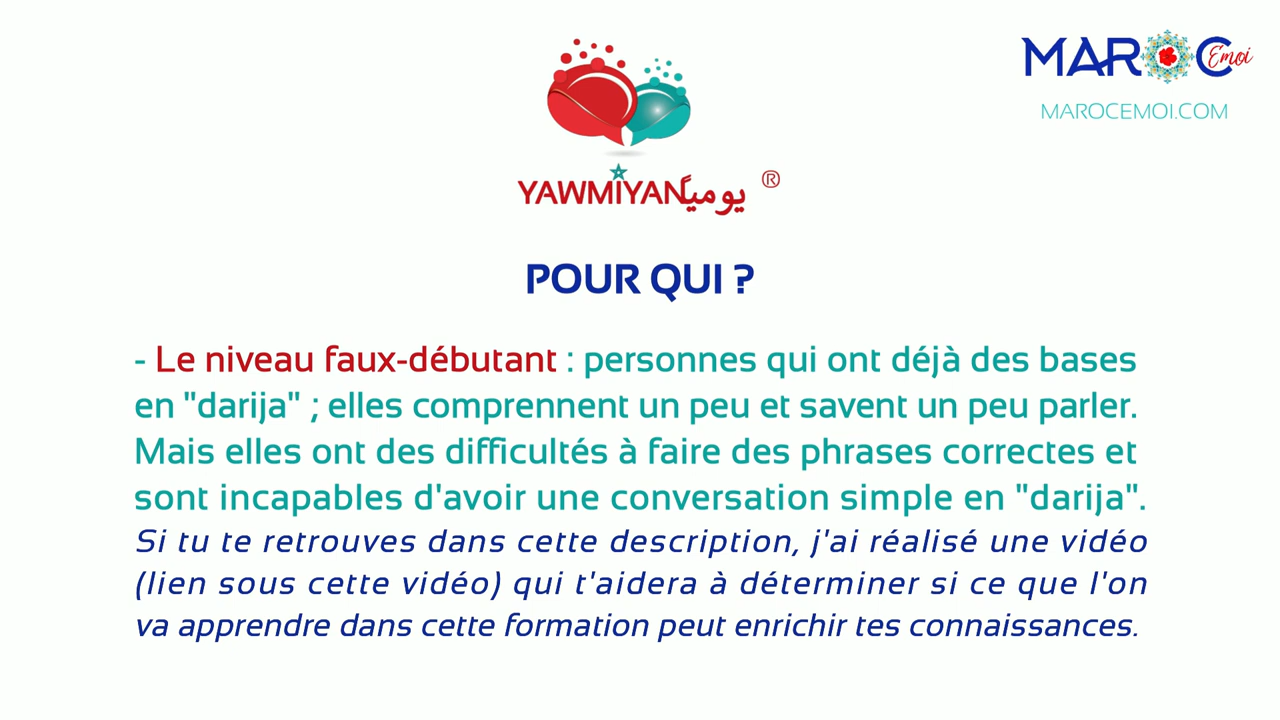 MAROC
Emoi
MAROCEMOI.COM
YAWMIYAN يوميا ®
POUR QUI ?
- Le niveau faux-débutant : personnes qui ont déjà des bases
en "darija" ; elles comprennent un peu et savent un peu parler.
Mais elles ont des difficultés à faire des phrases correctes et
sont incapables d'avoir une conversation simple en "darija".
Si tu te retrouves dans cette description, j'ai réalisé une vidéo
(lien sous cette vidéo) qui t'aidera à déterminer si ce que l'on
va apprendre dans cette formation peut enrichir tes connaissances.